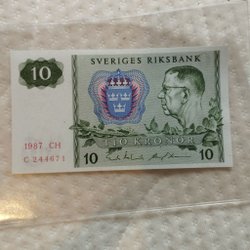 10
SVERIGES RIKSBANK
1987 CH
C 244671
TIO KRONOR
10
10